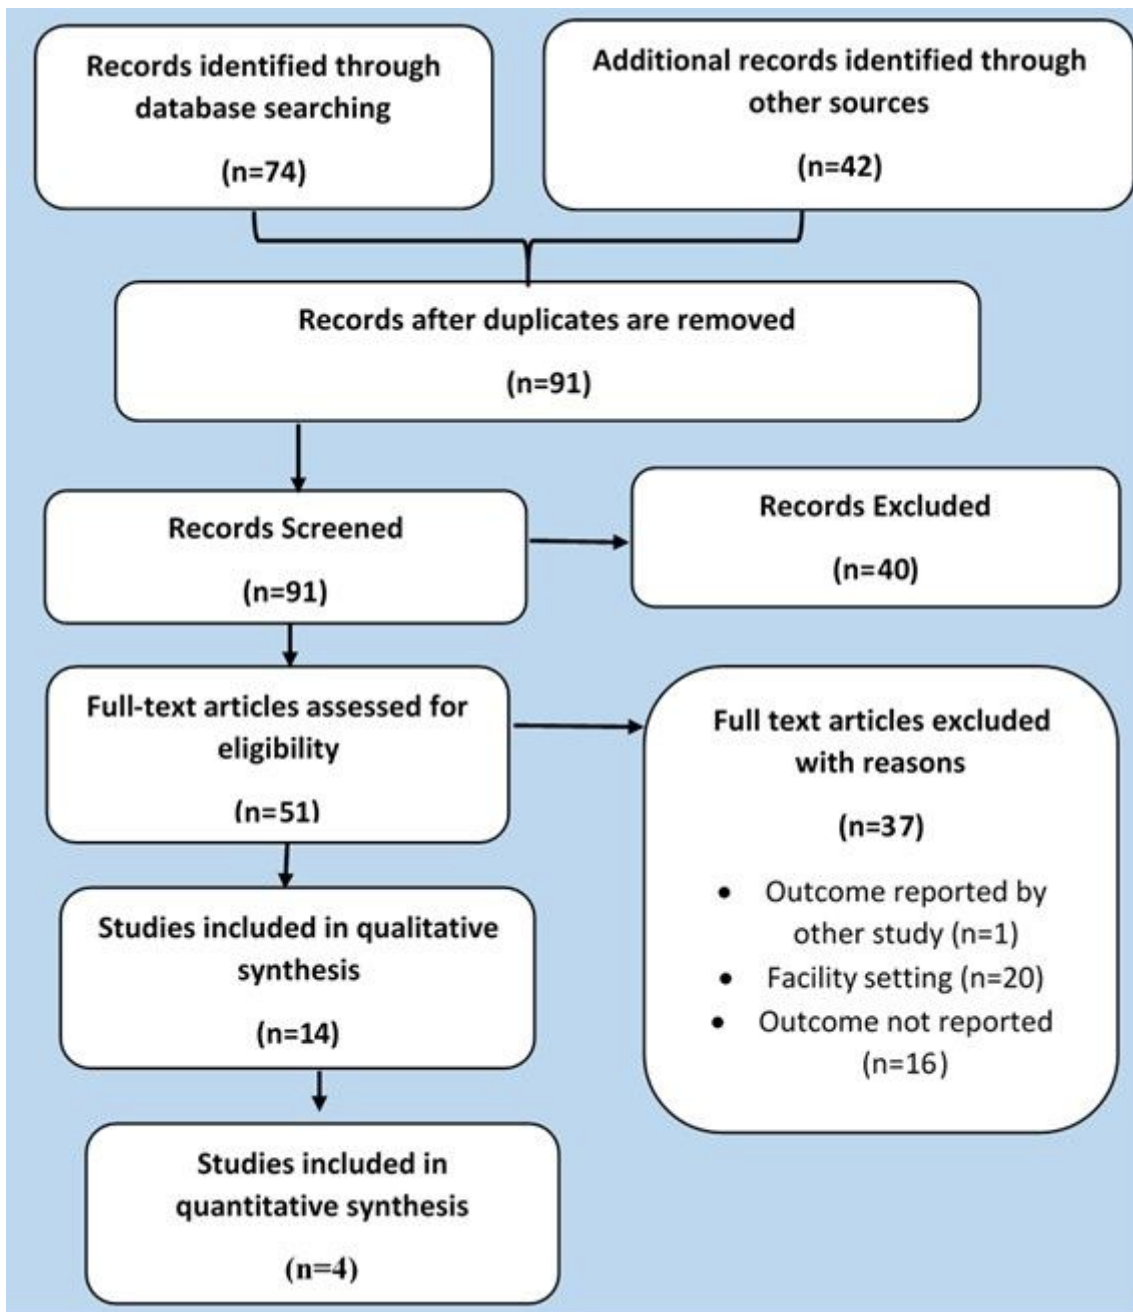 Records identified through
database searching
(n=74)
Additional records identified through
other sources
(n=42)
Records after duplicates are removed
(n=91)
Records Screened
(n=91)
Records Excluded
(n=40)
Full-text articles assessed for
eligibility
(n=51)
Full text articles excluded
with reasons
(n=37)
• Outcome reported by
other study (n=1)
• Facility setting (n=20)
• Outcome not reported
(n=16)
Studies included in qualitative
synthesis
(n=14)
Studies included in
quantitative synthesis
(n=4)